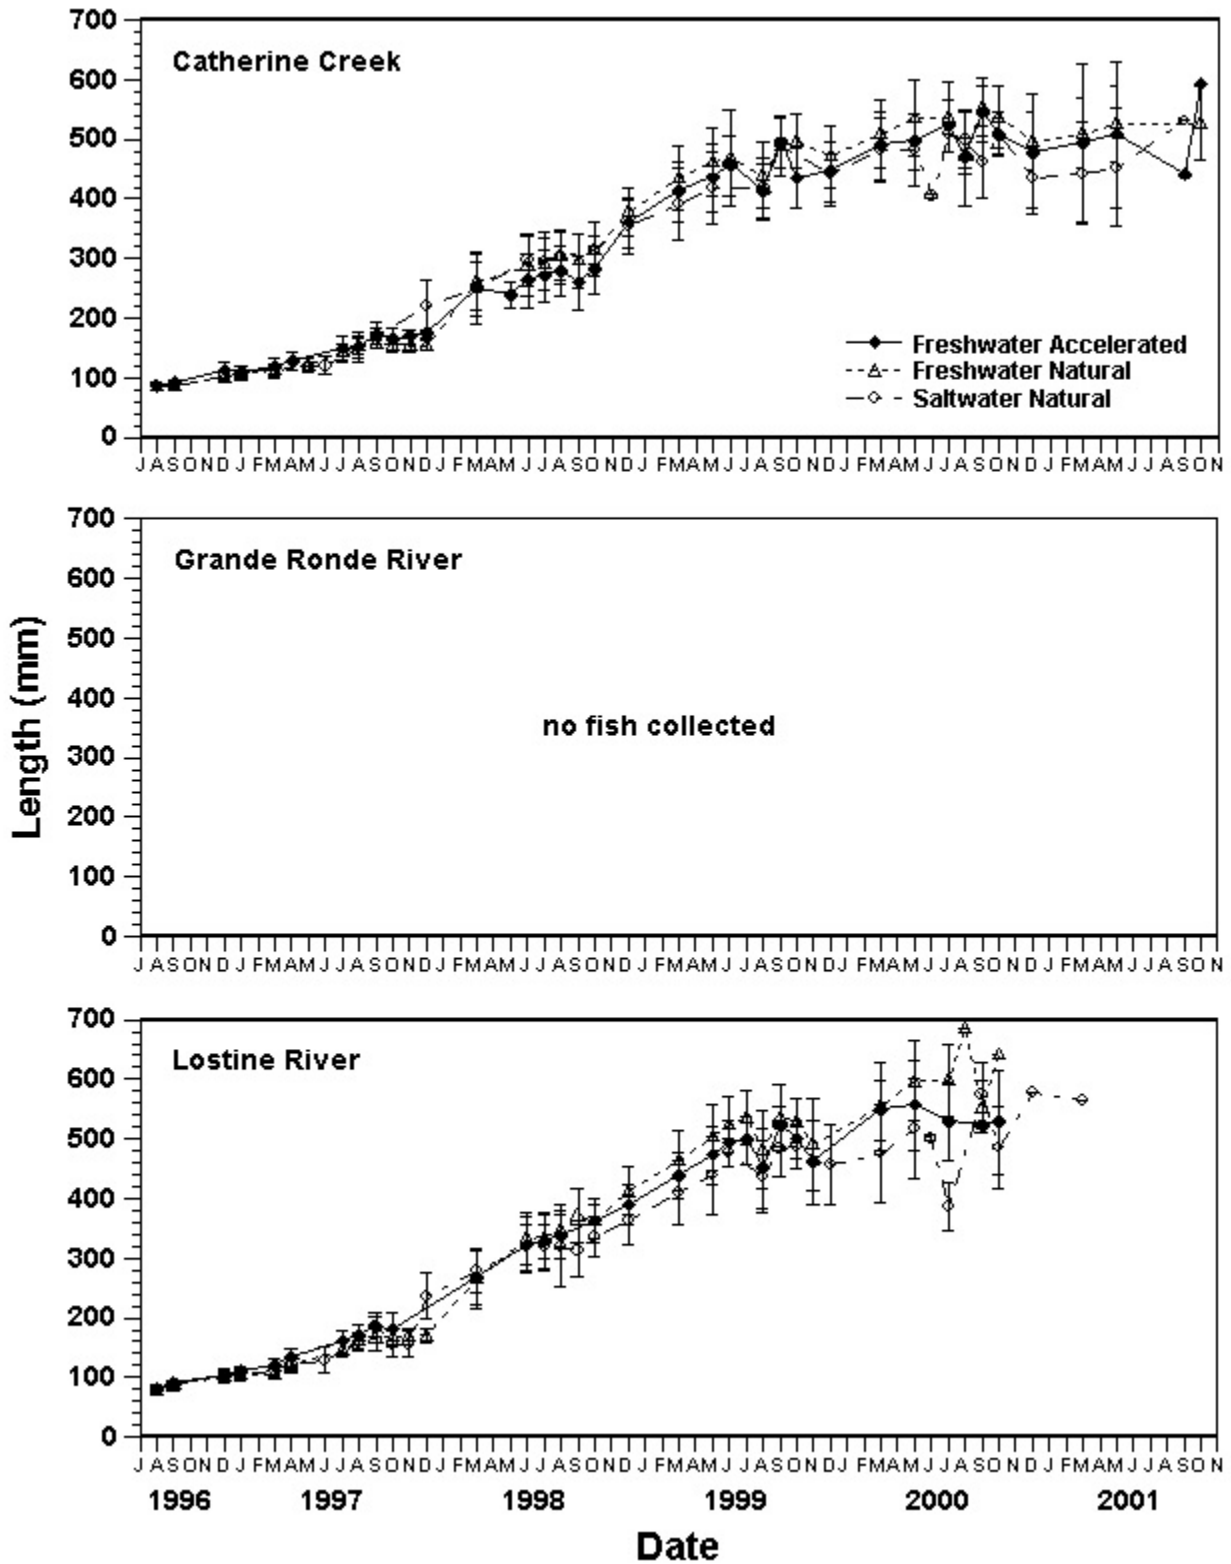 700
Catherine Creek
600
500
400
300
200
100
0
Freshwater Accelerated
Freshwater Natural
Saltwater Natural
J A S O N D J F M A M J J A S O N D J F M A M J J A S O N D J F M A M J J A S O N D J F M A M J J A S O N D J F M A M J J A S O N
700
Grande Ronde River
600
500
400
300
200
100
0
no fish collected
J A S O N D J F M A M J J A S O N D J F M A M J J A S O N D J F M A M J J A S O N D J F M A M J J A S O N D J F M A M J J A S O N
Length (mm)
700
Lostine River
600
500
400
300
200
100
0
J A S O N D J F M A M J J A S O N D J F M A M J J A S O N D J F M A M J J A S O N D J F M A M J J A S O N D J F M A M J J A S O N
1996 1997 1998 1999 2000 2001
Date